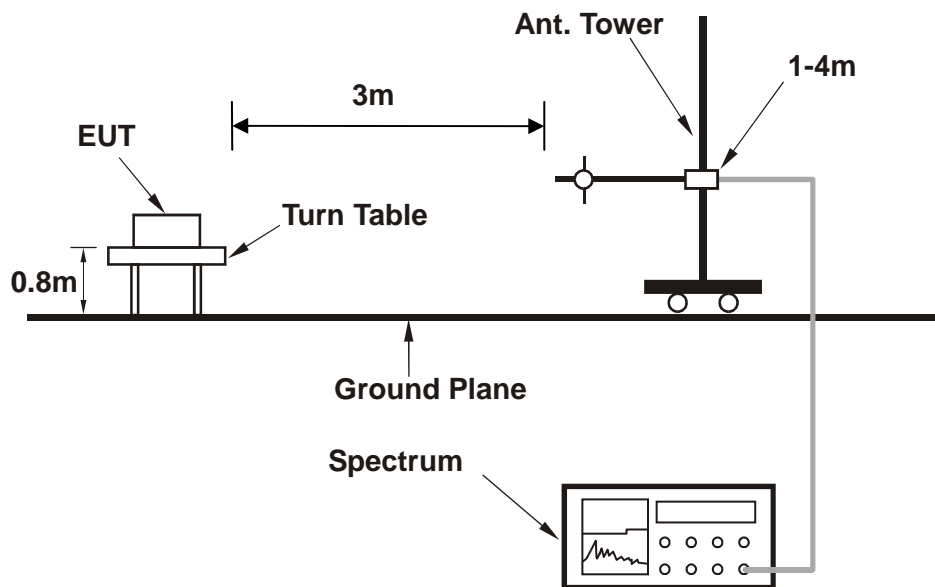 Ant. Tower
1-4m
3m
EUT
Turn Table
0.8m
Ground Plane
Spectrum